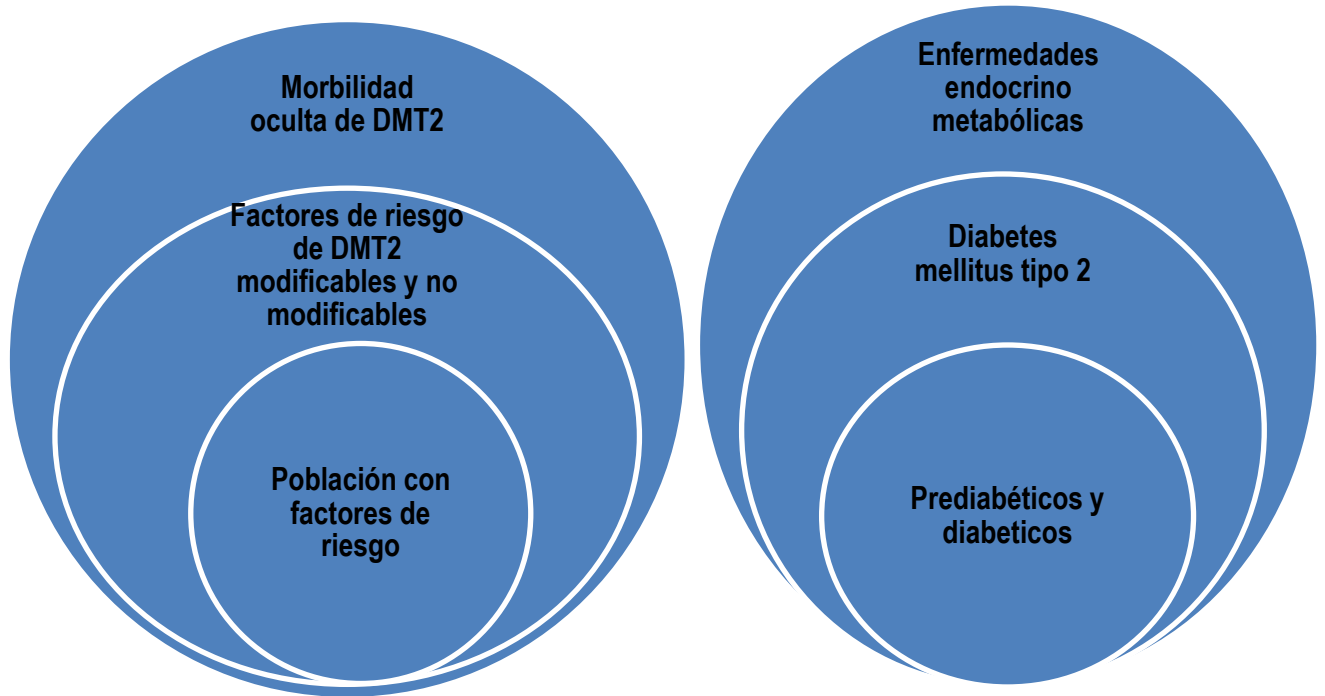 Morbilidad
oculta de DMT2
Factores de riesgo
de DMT2
modificables y no
modificables
Población con
factores de
riesgo
Enfermedades
endocrino
metabólicas
Diabetes
mellitus tipo 2
Prediabéticos y
diabeticos